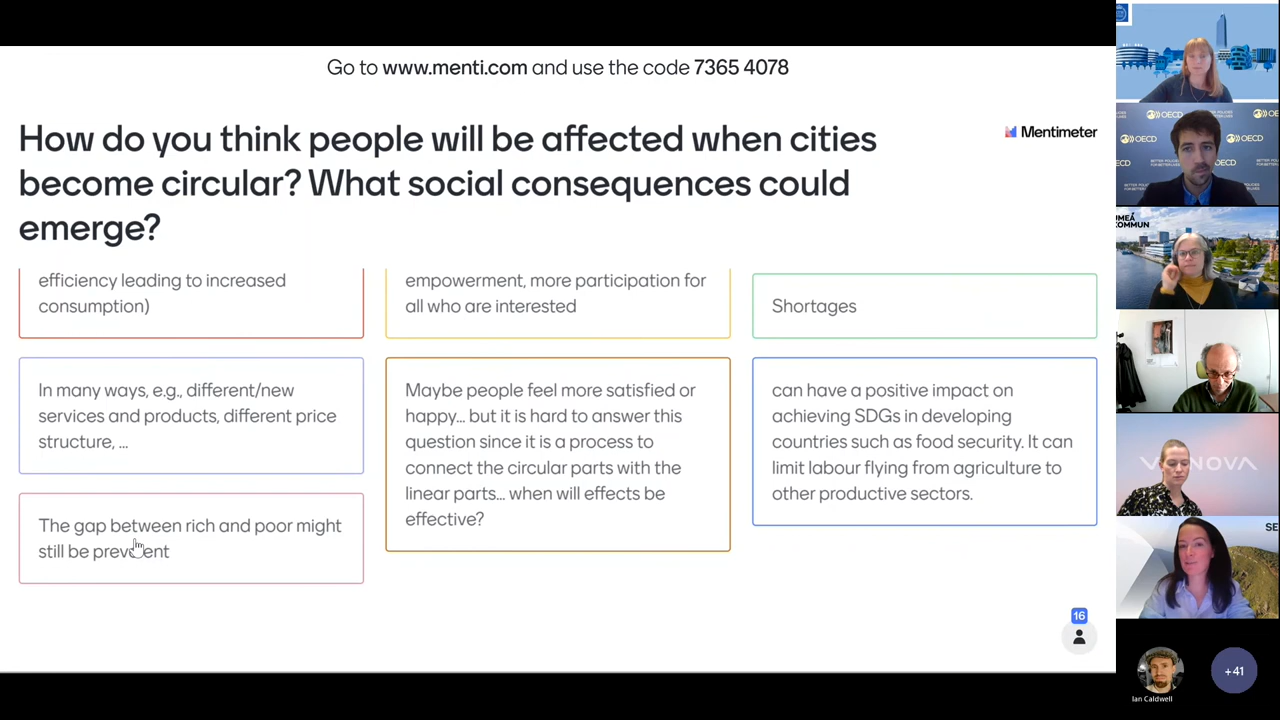 Go to www.menti.com and use the code 7365 4078
How do you think people will be affected when cities
become circular? What social consequences could
emerge?
Mentimeter
efficiency leading to increased
consumption)
empowerment, more participation for
all who are interested
Shortages
In many ways, e.g., different/new
services and products, different price
structure, ...
Maybe people feel more satisfied or
happy... but it is hard to answer this
question since it is a process to
connect the circular parts with the
linear parts... when will effects be
effective?
can have a positive impact on
achieving SDGs in developing
countries such as food security. It can
limit labour flying from agriculture to
other productive sectors.
The gap between rich and poor might
still be
16
OECD
OECD
OECD
UMEÅ
KOMMUN
SE
Ian Caldwell
+41